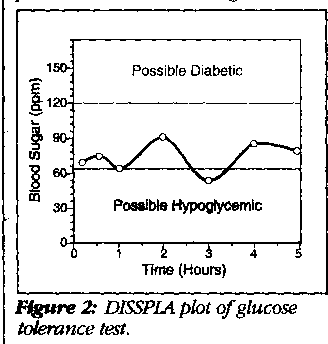 150
Possible Diabetic
120
90
60
30
0
Blood Sugar (ppm)
Possible Hypoglycemic
0 1 2 3 4 5
Time (Hours)
Figure 2: DISSPLA plot of glucose
tolerance test.